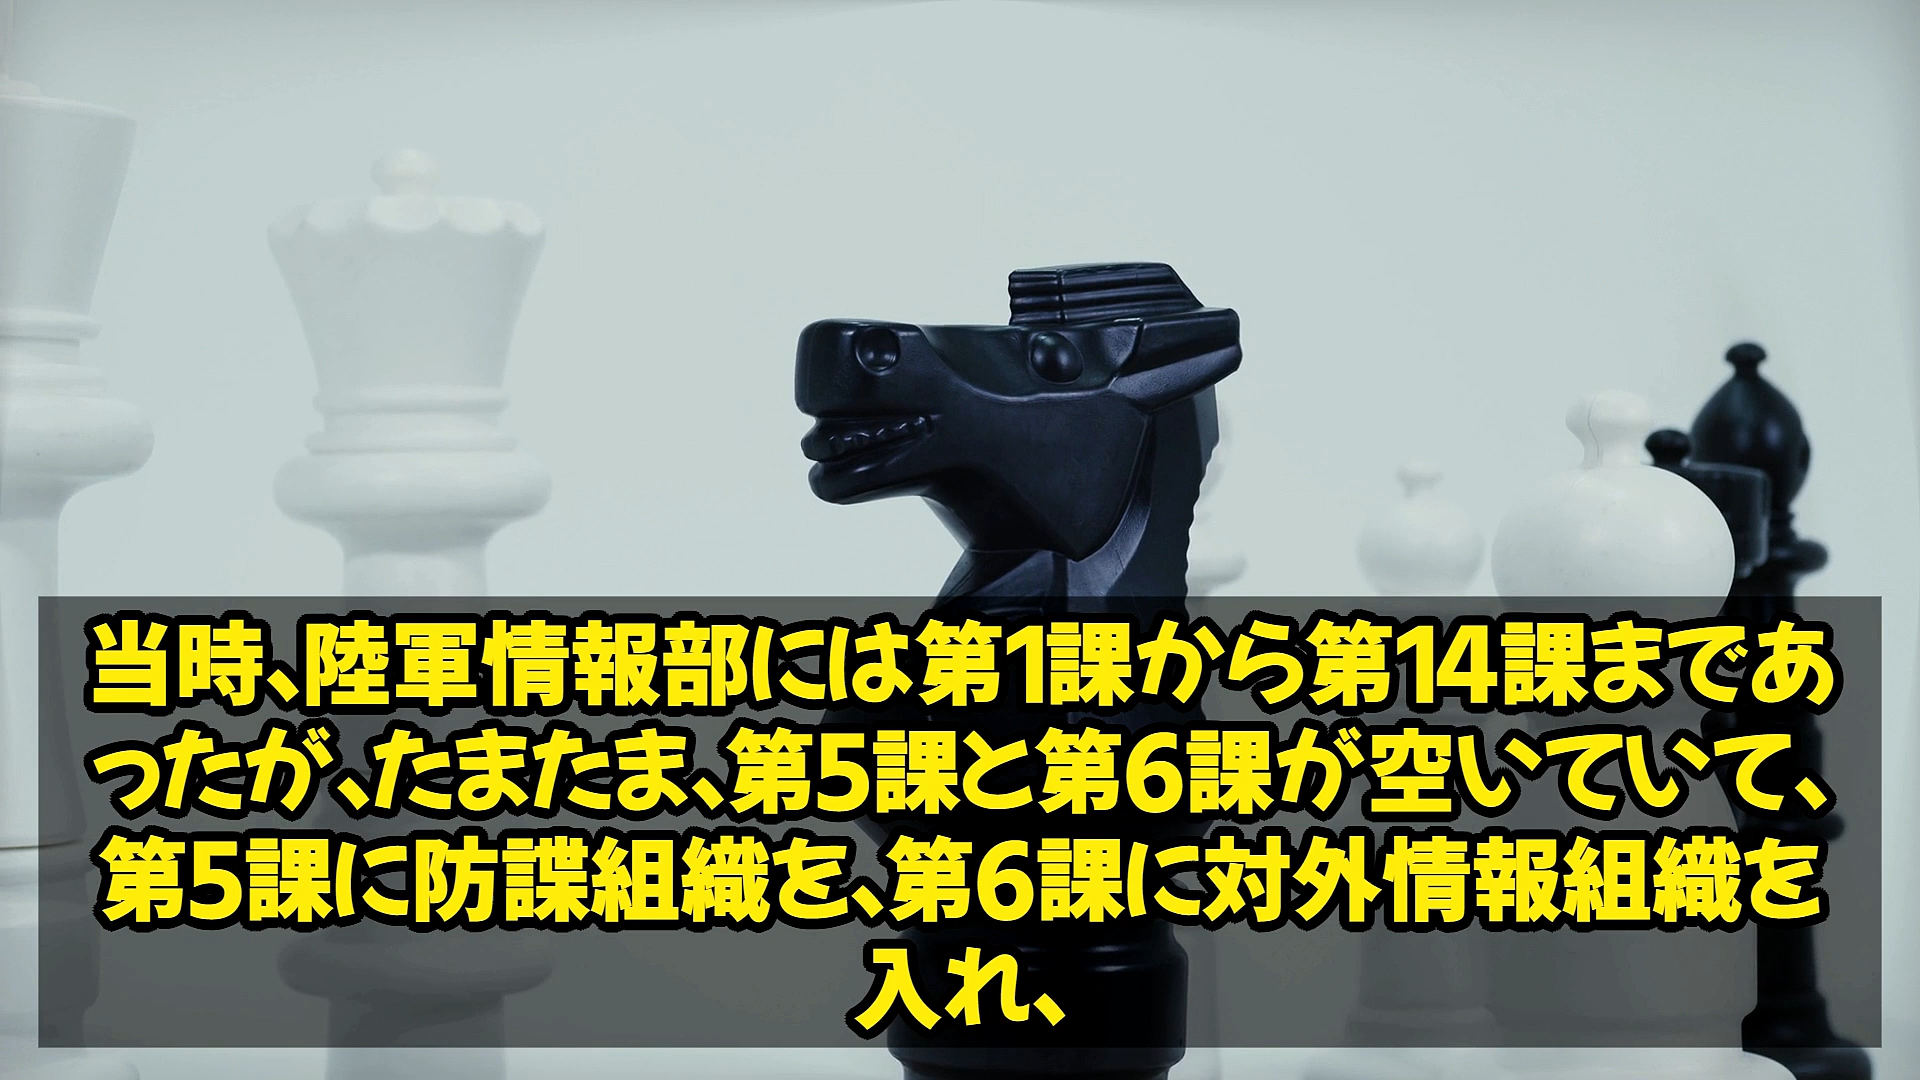 当時､陸軍情報部には第1課から第14課まであ
ったが､たまたま､第5課と第6課が空いていて､
第5課に防諜組織を､第6課に対外情報組織を
入れ､